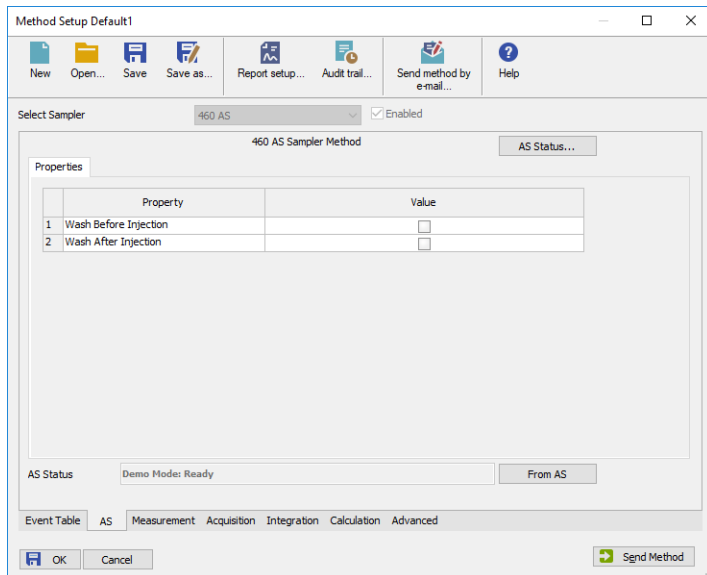 Method Setup Default1
New Open... Save Save as... Report setup... Audit trail... Send method by e-mail... Help
Select Sampler 460 AS Enabled
460 AS Sampler Method AS Status...
Properties
Property Value
1 Wash Before Injection
2 Wash After Injection
AS Status Demo Mode: Ready From AS
Event Table AS Measurement Acquisition Integration Calculation Advanced
OK Cancel Send Method